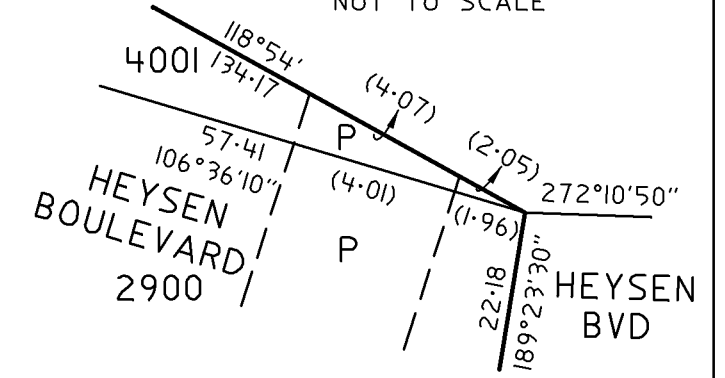 NOT TO SCALE
118°54'
134·17
4001
(4·07)
P
(2·05)
57·41
106°36'10"
(4·01)
272°10'50"
(1·96)
HEYSEN
BOULEVARD
2900
P
22·18
189°23'30"
HEYSEN
BVD